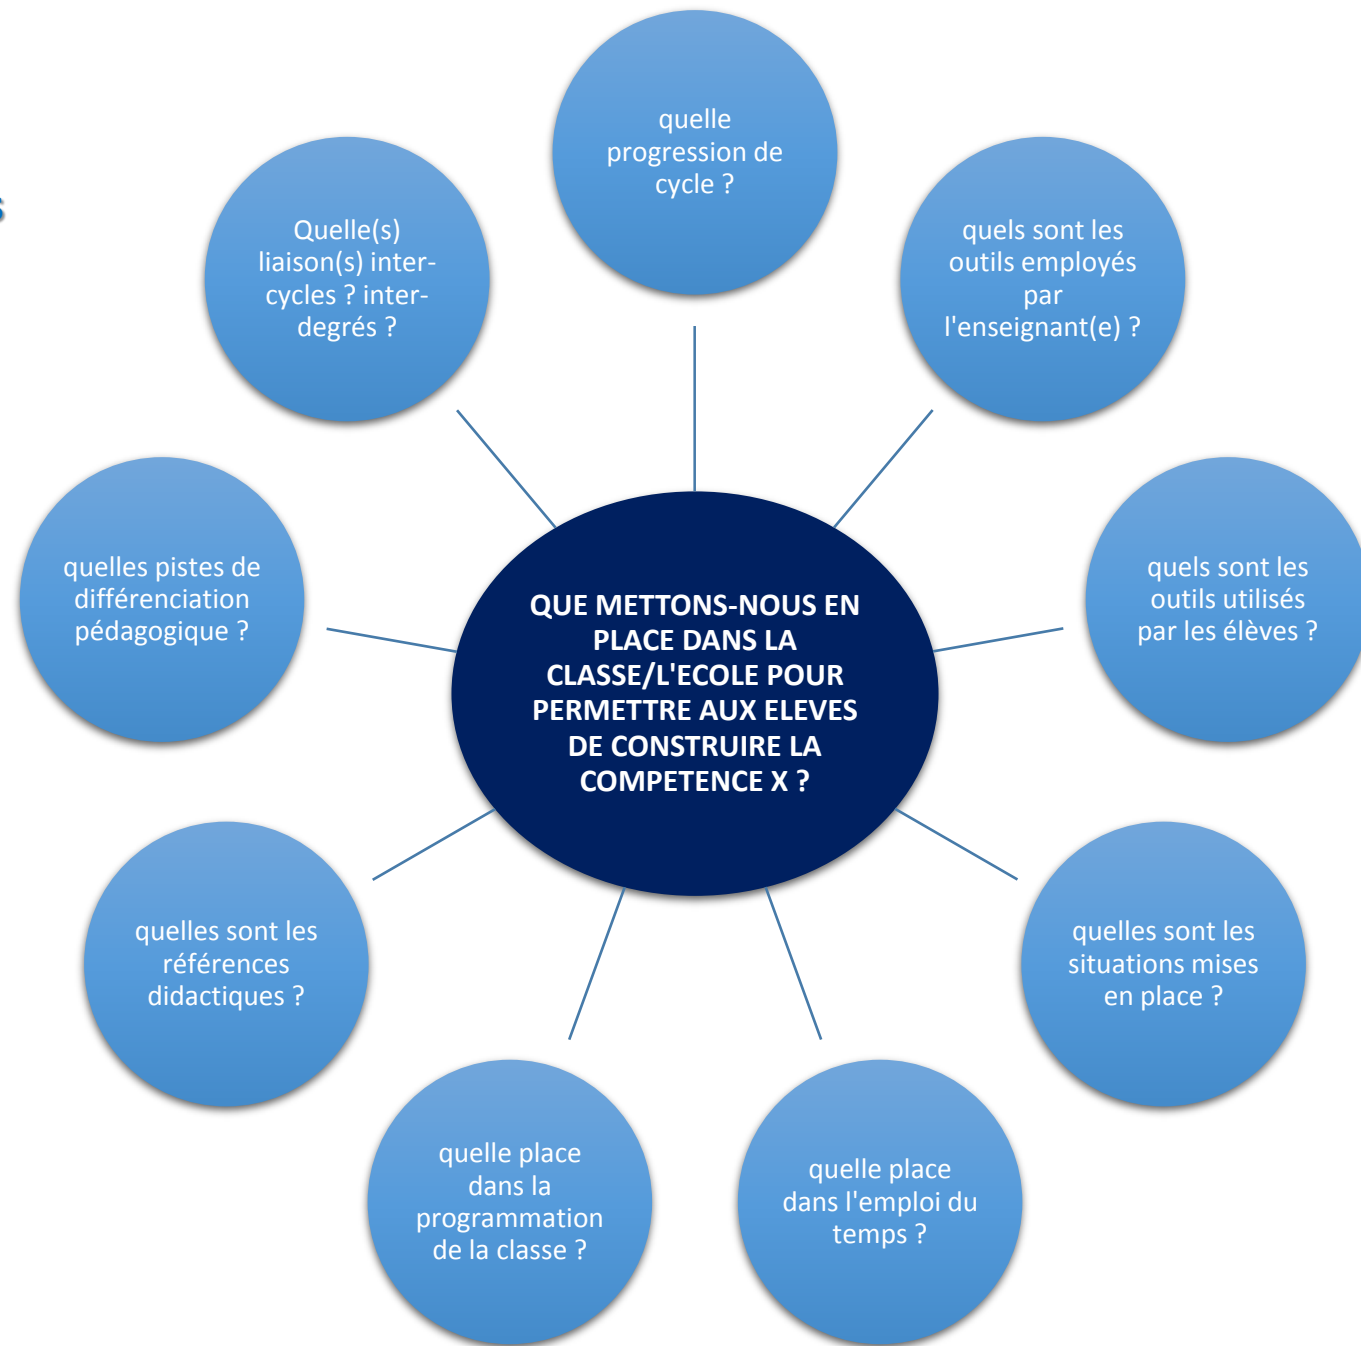 quelle
progression de
cycle ?
quels sont les
outils employés
par
l'enseignant(e) ?
quels sont les
outils utilisés
par les élèves ?
quelles sont les
situations mises
en place ?
quelle place
dans l'emploi du
temps ?
quelle place
dans la
programmation
de la classe ?
quelles sont les
références
didactiques ?
quelles pistes de
différenciation
pédagogique ?
Quelle(s)
liaison(s) inter-
cycles ? inter-
degrés ?
QUE METTONS-NOUS EN
PLACE DANS LA
CLASSE/L'ECOLE POUR
PERMETTRE AUX ELEVES
DE CONSTRUIRE LA
COMPETENCE X ?